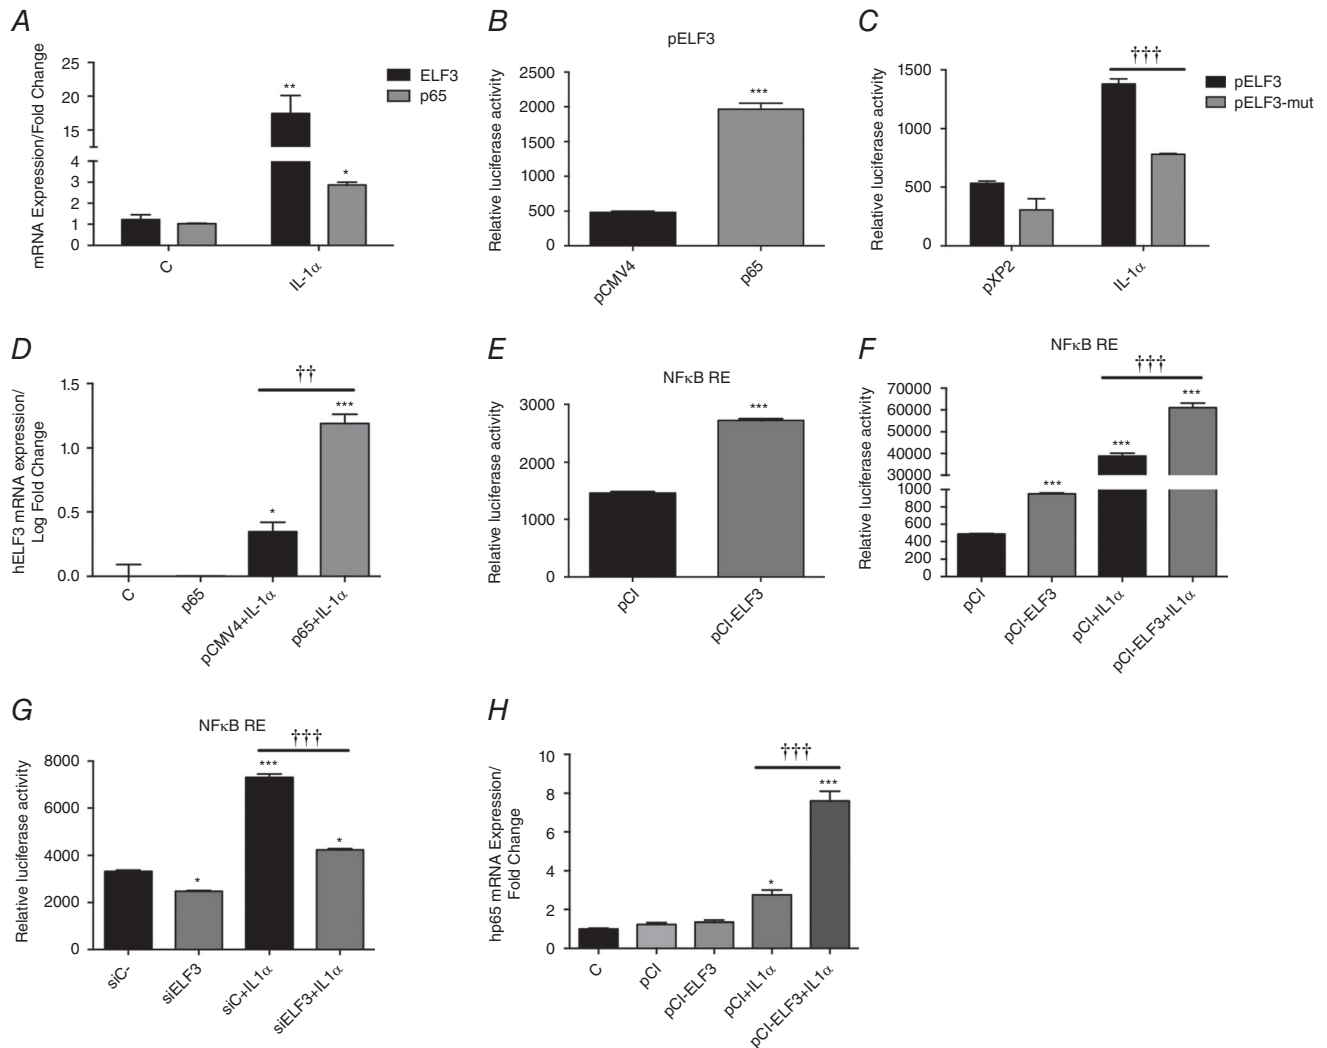 A
mRNA Expression/Fold Change
25
20
15
4
3
2
1
0
**
*
C
IL-1α
ELF3
p65
B
pELF3
Relative luciferase activity
2500
2000
1500
1000
500
0
***
pCMV4
p65
C
Relative luciferase activity
1500
1000
500
0
†††
pXP2
IL-1α
pELF3
pELF3-mut
D
hELF3 mRNA expression/
Log Fold Change
1.5
1.0
0.5
0.0
††
*
***
C
p65
pCMV4+IL-1α
p65+IL-1α
E
NFκB RE
Relative luciferase activity
3000
2000
1000
0
***
pCI
pCI-ELF3
F
NFκB RE
Relative luciferase activity
70000
60000
50000
40000
30000
1000
800
600
400
200
0
†††
***
***
***
pCI
pCI-ELF3
pCI+IL1α
pCI-ELF3+IL1α
G
NFκB RE
Relative luciferase activity
8000
6000
4000
2000
0
†††
*
***
*
siC-
siELF3
siC+IL1α
siELF3+IL1α
H
hp65 mRNA Expression/
Fold Change
10
8
6
4
2
0
†††
*
***
C
pCI
pCI-ELF3
pCI+IL1α
pCI-ELF3+IL1α